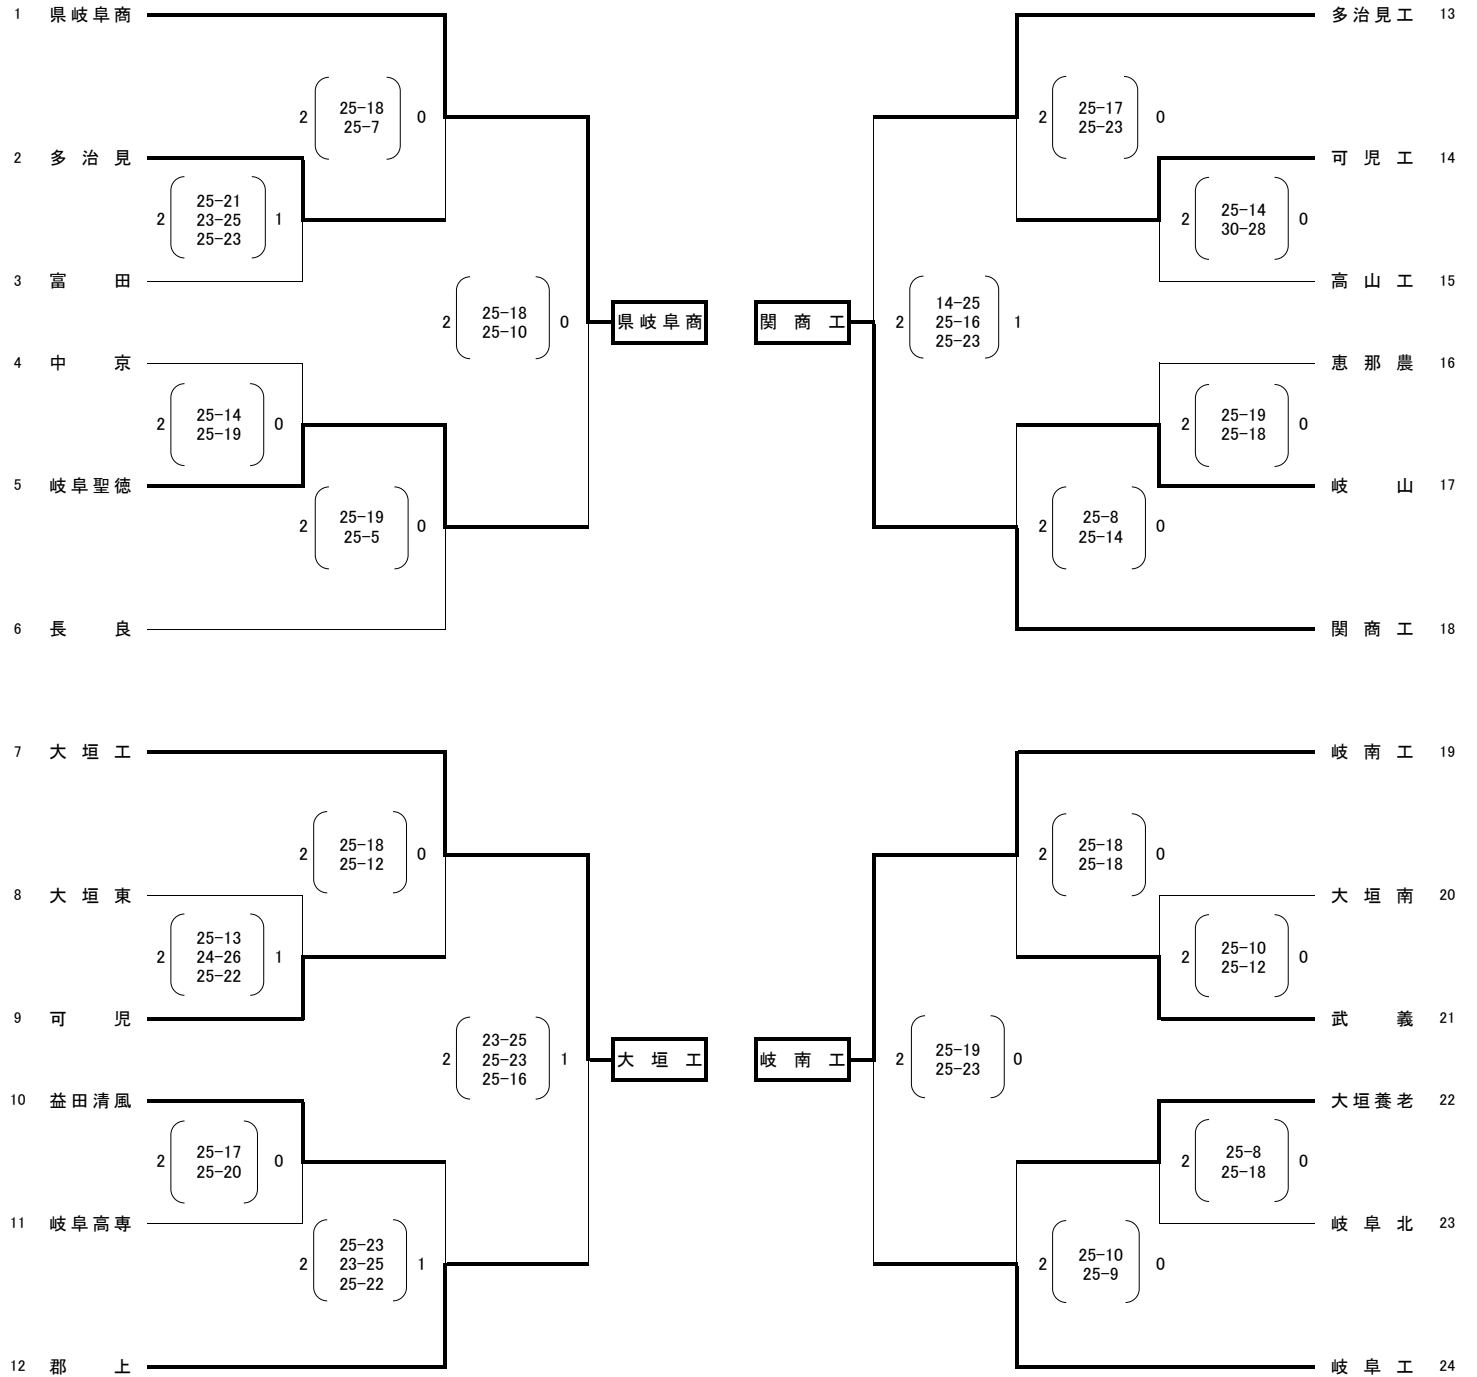 1 県岐阜商
2 25-18 0
25-7
2 多治見
2 25-21 1
23-25
25-23
3 富田
2 25-18 0
25-10
県岐阜商
4 中京
2 25-14 0
25-19
5 岐阜聖徳
2 25-19 0
25-5
6 長良
7 大垣工
2 25-18 0
25-12
8 大垣東
2 25-13 1
24-26
25-22
9 可児
2 23-25 1
25-23
25-16
大垣工
10 益田清風
2 25-17 0
25-20
11 岐阜高専
2 25-23 1
23-25
25-22
12 郡上
多治見工 13
2 25-17 0
25-23
可児工 14
2 25-14 0
30-28
高山工 15
関商工
2 14-25 1
25-16
25-23
恵那農 16
2 25-19 0
25-18
岐山 17
2 25-8 0
25-14
関商工 18
岐南工 19
2 25-18 0
25-18
大垣南 20
2 25-10 0
25-12
武義 21
岐南工
2 25-19 0
25-23
大垣養老 22
2 25-8 0
25-18
岐阜北 23
2 25-10 0
25-9
岐阜工 24